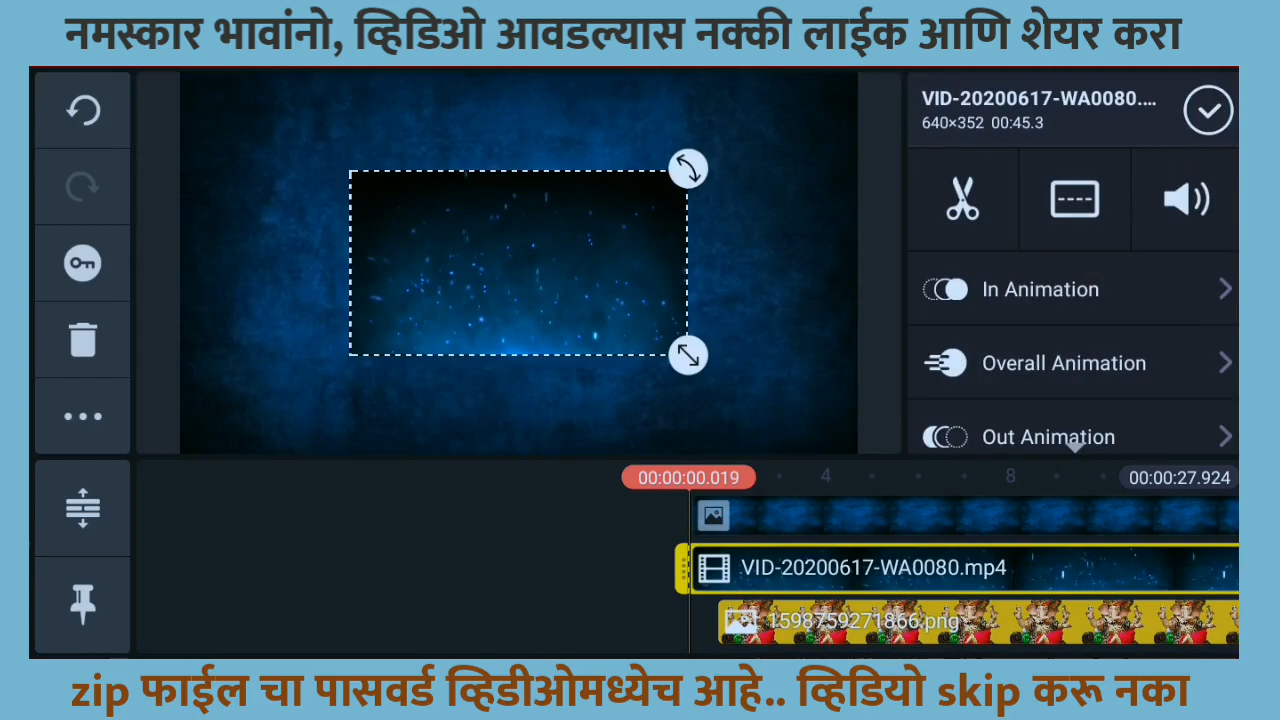 नमस्कार भावांनो, व्हिडिओ आवडल्यास नक्की लाईक आणि शेयर करा
VID-20200617-WA0080....
640×352 00:45.3
In Animation
Overall Animation
Out Animation
00:00:00.019
4
8
00:00:27.924
VID-20200617-WA0080.mp4
1598759271866.png
zip फाईल चा पासवर्ड व्हिडीओमध्येच आहे.. व्हिडियो skip करू नका